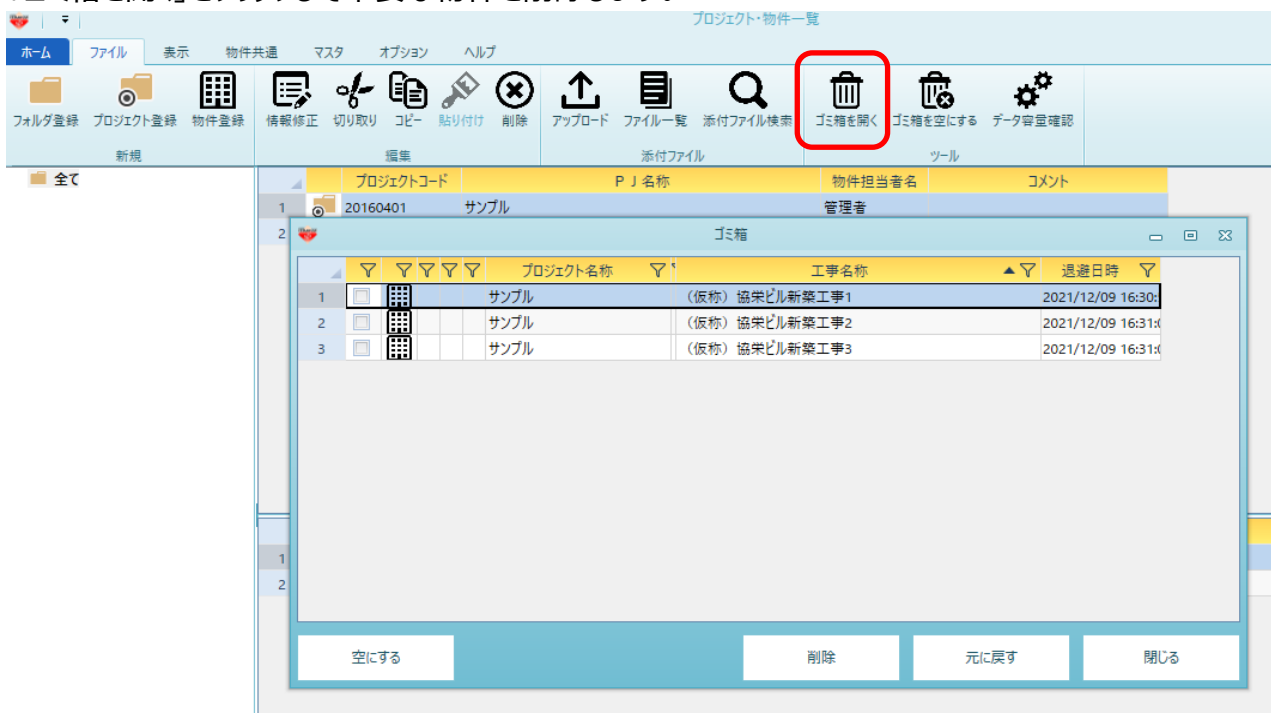 プロジェクト・物件一覧
ホーム ファイル 表示 物件共通 マスタ オプション ヘルプ
フォルダ登録 プロジェクト登録 物件登録 情報修正 切り取り コピー 貼り付け 削除 アップロード ファイル一覧 添付ファイル検索 ゴミ箱を開く ゴミ箱を空にする データ容量確認
新規 編集 添付ファイル ツール
全て
プロジェクトコード ＰＪ名称 物件担当者名 コメント
1 20160401 サンプル 管理者
2
ゴミ箱
プロジェクト名称 工事名称 退避日時
1 サンプル （仮称）協栄ビル新築工事1 2021/12/09 16:30:
2 サンプル （仮称）協栄ビル新築工事2 2021/12/09 16:31:
3 サンプル （仮称）協栄ビル新築工事3 2021/12/09 16:31:
1
2
空にする 削除 元に戻す 閉じる